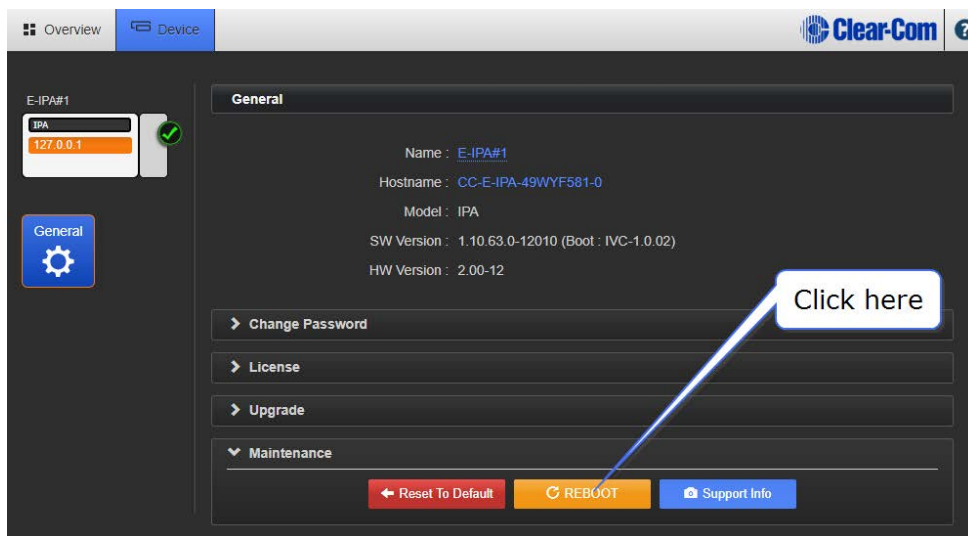 Overview
Device
Clear-Com
?
E-IPA#1
IPA
127.0.0.1
General
General
Name : E-IPA#1
Hostname : CC-E-IPA-49WYF581-0
Model : IPA
SW Version : 1.10.63.0-12010 (Boot : IVC-1.0.02)
HW Version : 2.00-12
Click here
Change Password
License
Upgrade
Maintenance
Reset To Default
REBOOT
Support Info